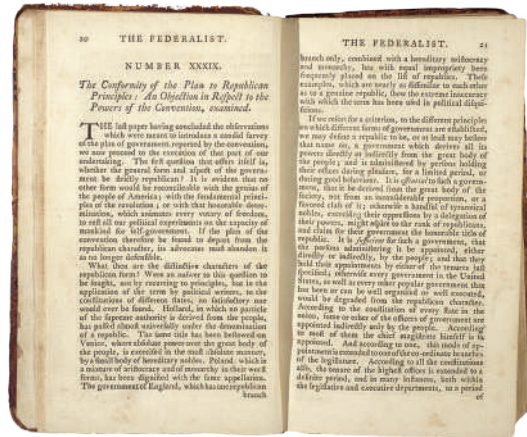 20 THE FEDERALIST.
NUMBER XXXIX.
The Conformity of the Plan to Republican
Principles: An Objection in Respect to the
Powers of the Convention, examined.
THE last paper having concluded the observations
which were meant to introduce a candid survey
of the plan of government reported by the convention,
we now proceed to the execution of that part of our
undertaking. The first question that offers itself is,
whether the general form and aspect of the govern-
ment be strictly republican? It is evident that no
other form would be reconcileable with the genius of
the people of America; with the fundamental princi-
ples of the revolution; or with that honorable deter-
mination, which animates every votary of freedom,
to rest all our political experiments on the capacity of
mankind for self-government. If the plan of the
convention therefore be found to depart from the
republican character, its advocates must abandon it
as no longer defensible.
What then are the distinctive characters of the
republican form? Were an answer to this question to
be sought, not by recurring to principles, but in the
application of the term by political writers, to the
constitutions of different states, no satisfactory one
would ever be found. Holland, in which no particle
of the supreme authority is derived from the people,
has passed almost universally under the denomination
of a republic. The same title has been bestowed on
Venice, where absolute power over the great body of
the people, is exercised in the most absolute manner,
by a small body of hereditary nobles. Poland which is
a mixture of aristocracy and of monarchy in their worst
forms, has been dignified with the same appellation.
The government of England, which has one republican
branch
THE FEDERALIST. 21
branch only, combined with a hereditary aristocracy
and monarchy, has with equal impropriety been
frequently placed on the list of republics. These
examples, which are nearly as dissimilar to each other
as to a genuine republic, show the extreme inaccuracy
with which the term has been used in political disqui-
sitions.
If we resort for a criterion, to the different principles
on which different forms of government are established,
we may define a republic to be, or at least may bestow
that name on, a government which derives all its
powers directly or indirectly from the great body of
the people; and is administered by persons holding
their offices during pleasure, for a limited period, or
during good behaviour. It is essential to such a govern-
ment, that it be derived from the great body of the
society, not from an inconsiderable proportion, or a
favored class of it; otherwise a handful of tyrannical
nobles, exercising their oppressions by a delegation of
their powers, might aspire to the rank of republicans,
and claim for their government the honorable title of
republic. It is sufficient for such a government, that
the persons administering it be appointed, either
directly or indirectly, by the people; and that they
hold their appointments by either of the tenures just
specified; otherwise every government in the United
States, as well as every other popular government that
has been or can be well organized or well executed,
would be degraded from the republican character.
According to the constitution of every state in the
union, some or other of the officers of government are
appointed indirectly only by the people. According
to most of them the chief magistrate himself is so
appointed. And according to one, this mode of ap-
pointment is extended to one of the co-ordinate branches
of the legislature. According to all the constitutions
also, the tenure of the highest offices is extended to a
definite period, and in many instances, both within
the legislative and executive departments, to a period
of